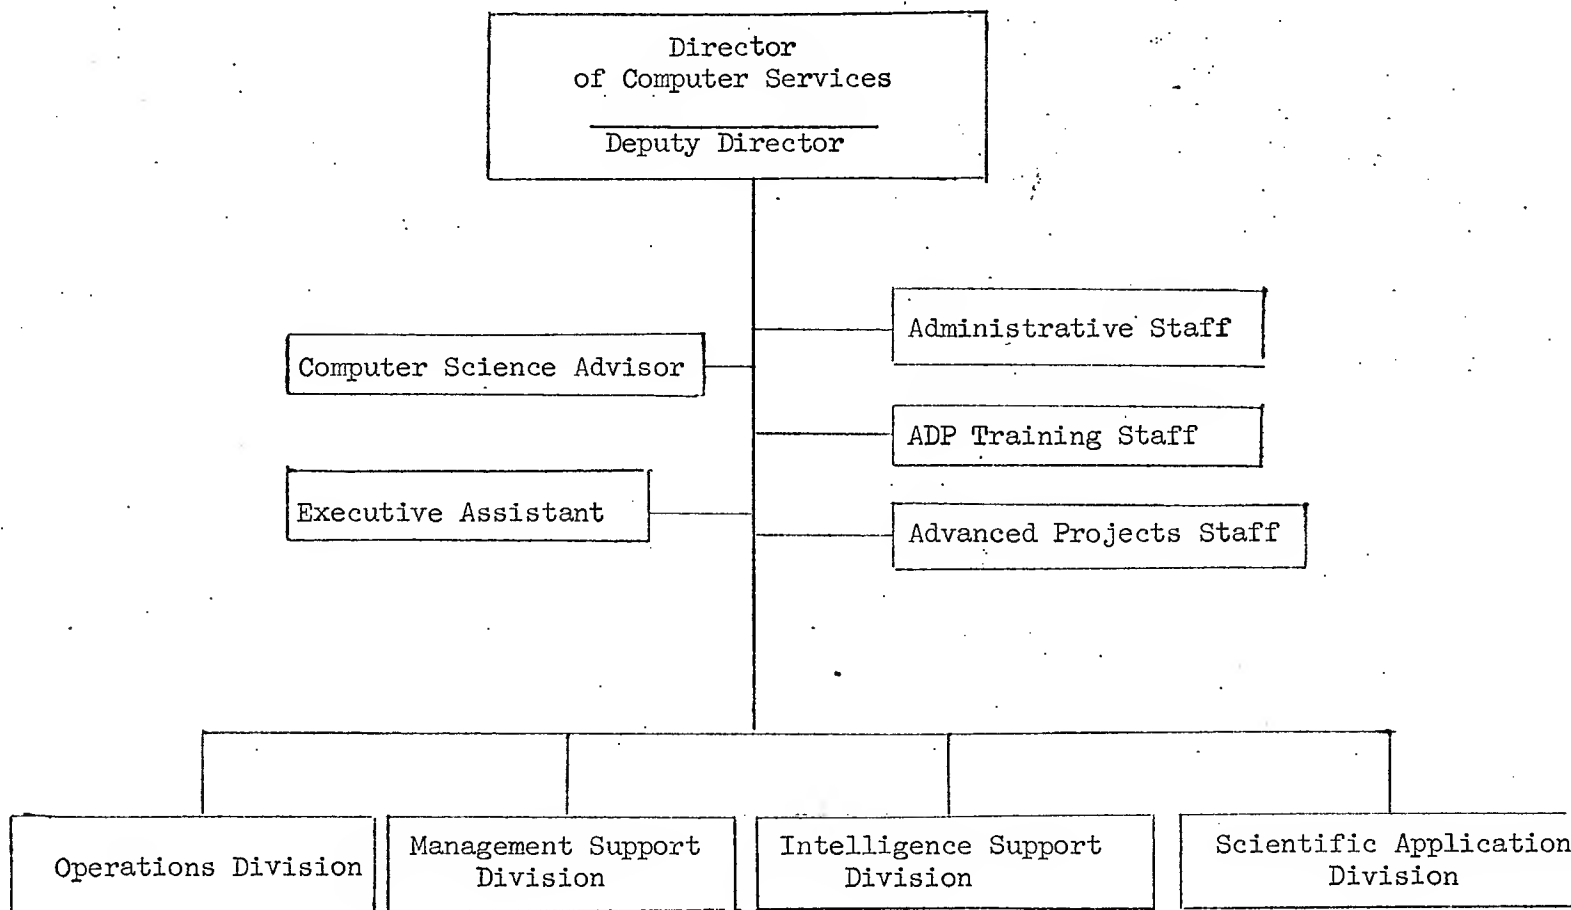 Director
of Computer Services
Deputy Director
Administrative Staff
Computer Science Advisor
ADP Training Staff
Executive Assistant
Advanced Projects Staff
Operations Division
Management Support
Division
Intelligence Support
Division
Scientific Application
Division